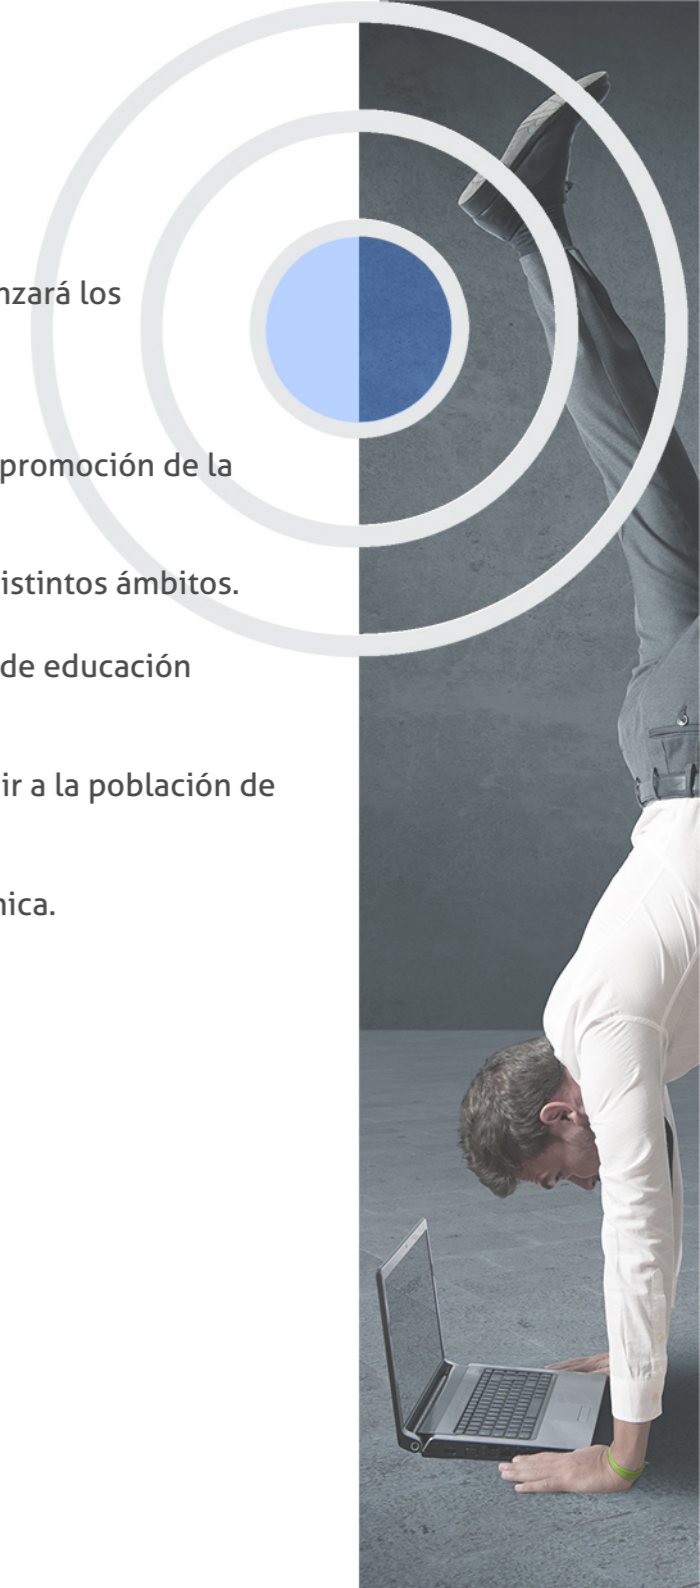 nzará los
promoción de la
istintos ámbitos.
de educación
ir a la población de
nica.